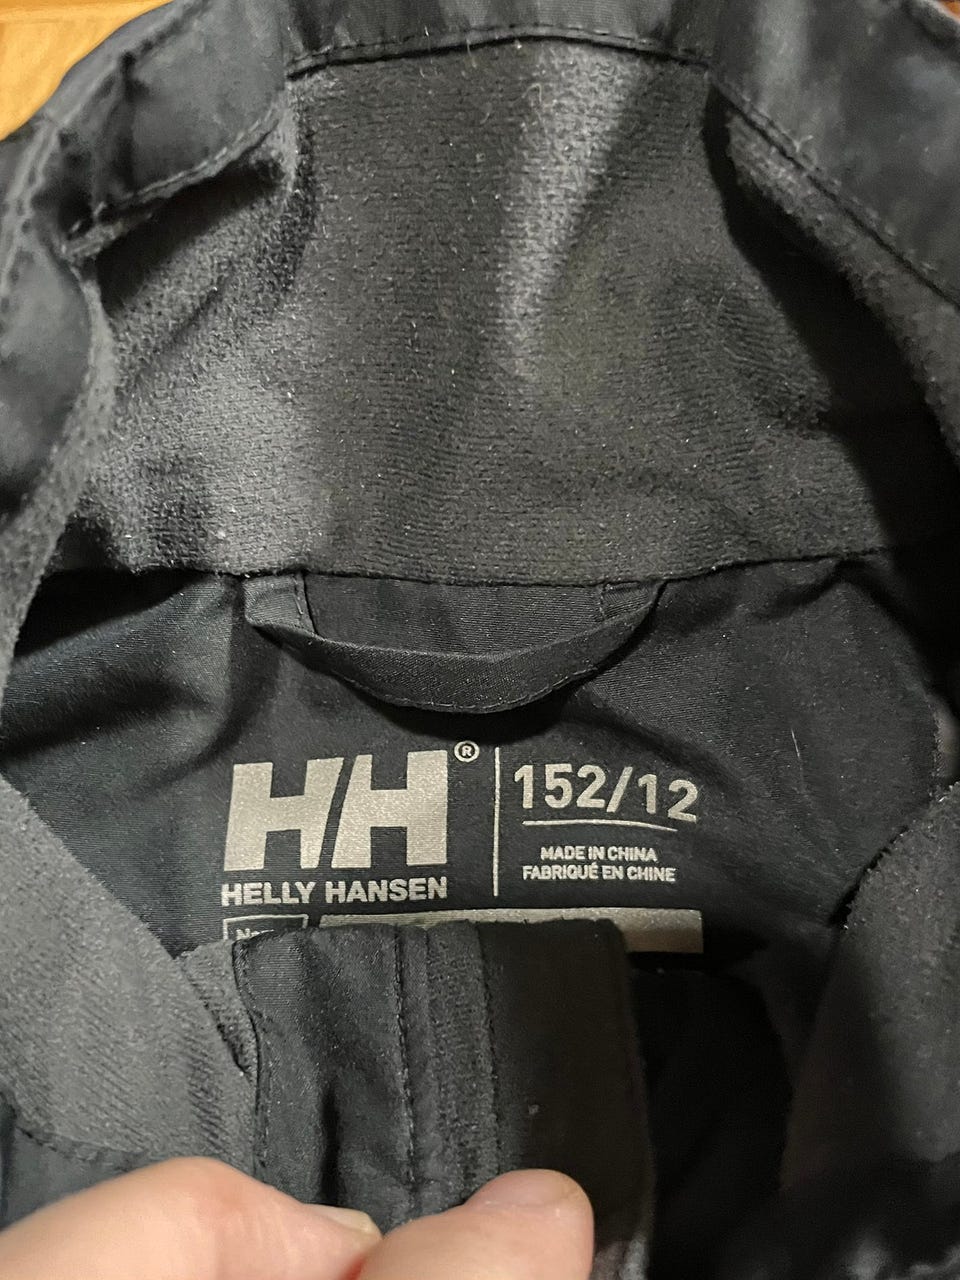 HH®
HELLY HANSEN
152/12
MADE IN CHINA
FABRIQUÉ EN CHINE